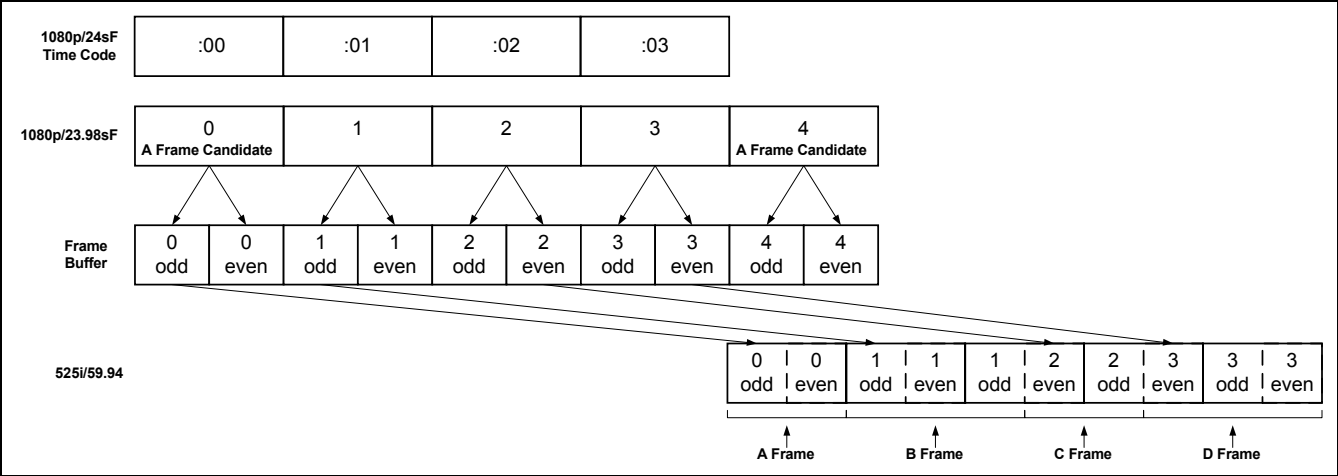 1080p/24sF
Time Code
:00 :01 :02 :03
1080p/23.98sF
0 1 2 3 4
A Frame Candidate A Frame Candidate
Frame
Buffer
0 0 1 1 2 2 3 3 4 4
odd even odd even odd even odd even odd even
525i/59.94
0 0 1 1 1 2 2 3 3 3
odd even odd even odd even odd even odd even
A Frame B Frame C Frame D Frame